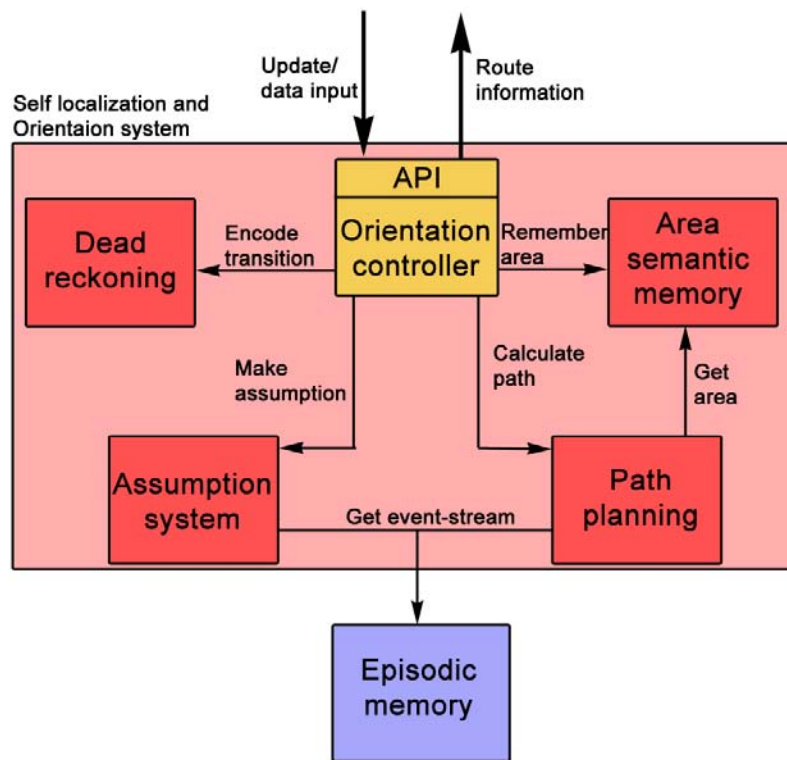 Update/
data input
Route
information
Self localization and
Orientaion system
API
Orientation
controller
Dead
reckoning
Encode
transition
Remember
area
Area
semantic
memory
Make
assumption
Calculate
path
Get
area
Assumption
system
Get event-stream
Path
planning
Episodic
memory